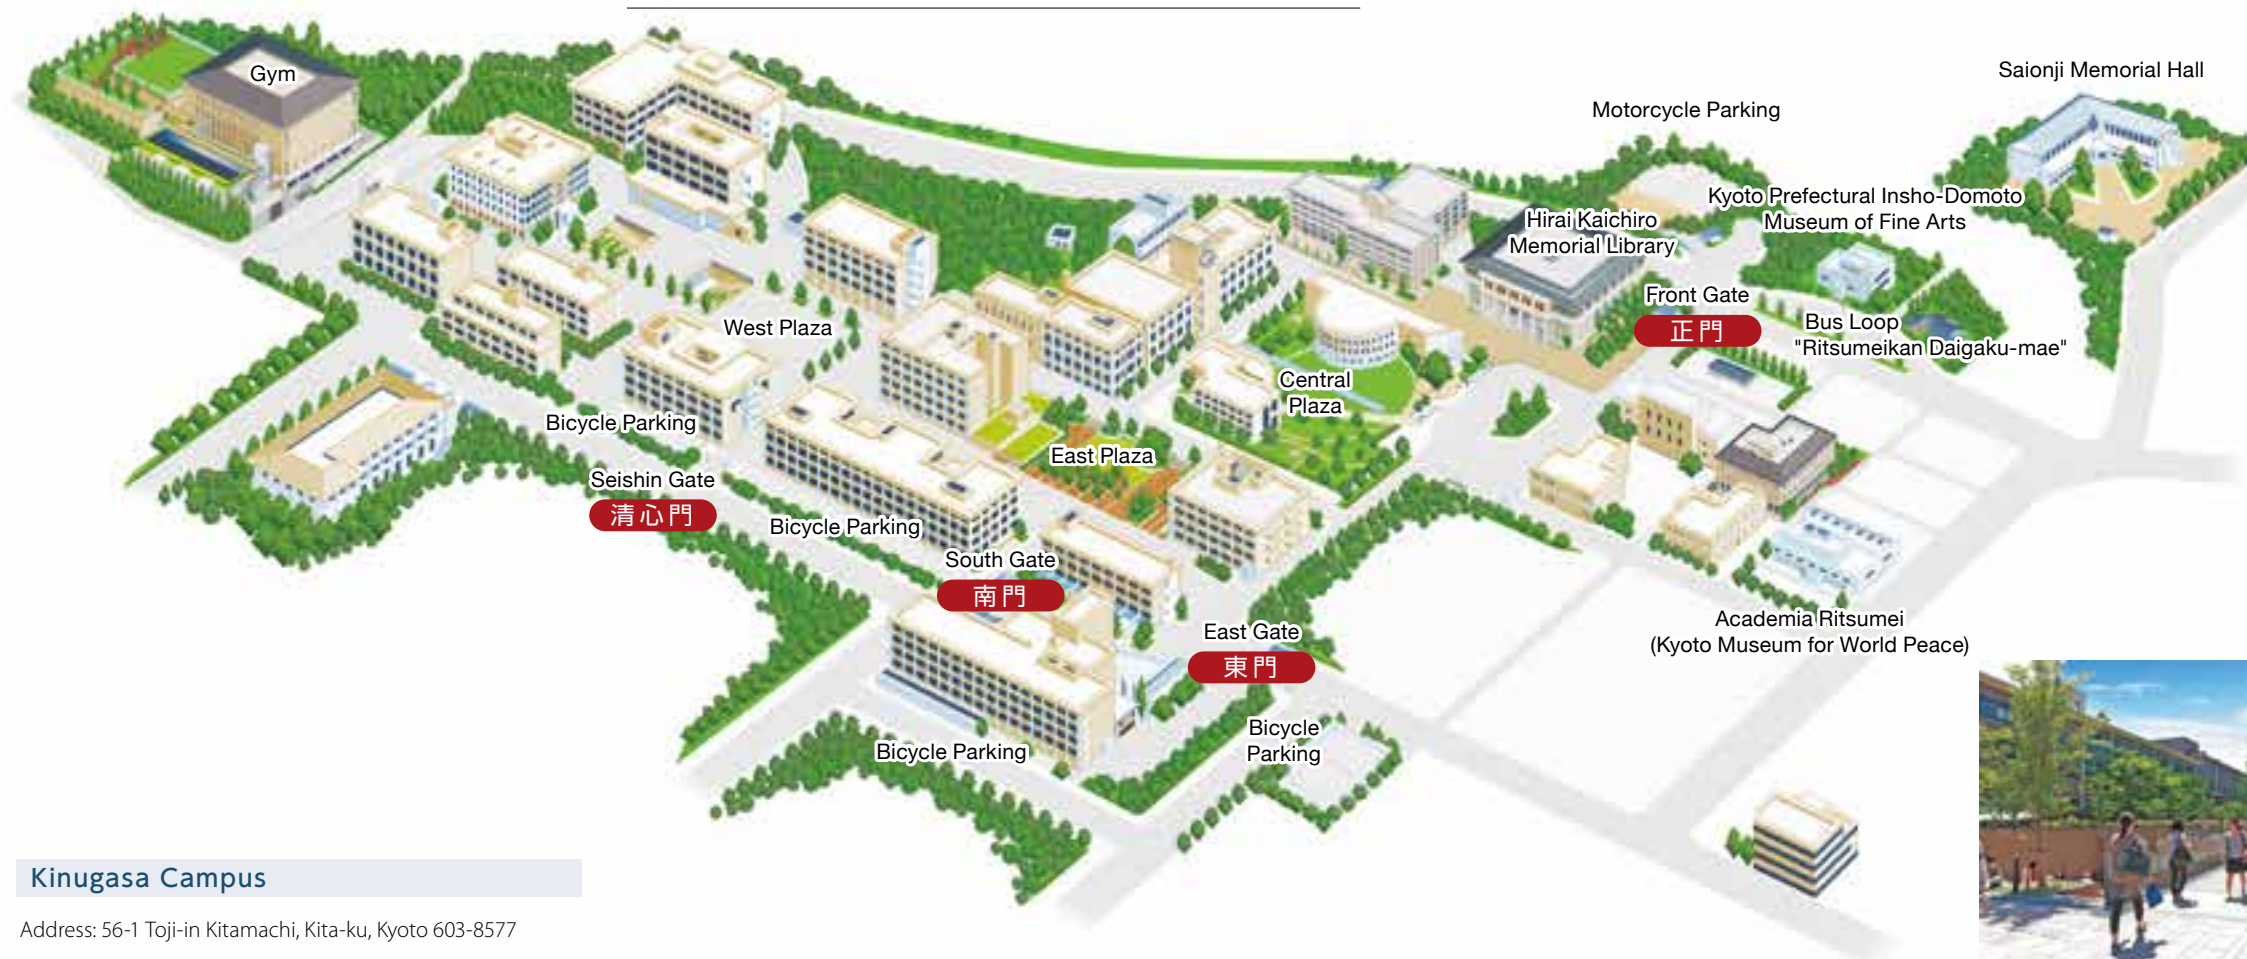 Gym
Saionji Memorial Hall
Motorcycle Parking
Kyoto Prefectural Insho-Domoto
Museum of Fine Arts
Hirai Kaichiro
Memorial Library
Front Gate
正門
Bus Loop
"Ritsumeikan Daigaku-mae"
West Plaza
Central
Plaza
Bicycle Parking
East Plaza
Seishin Gate
清心門
Bicycle Parking
South Gate
南門
East Gate
東門
Academia Ritsumei
(Kyoto Museum for World Peace)
Bicycle Parking
Bicycle
Parking
Kinugasa Campus
Address: 56-1 Toji-in Kitamachi, Kita-ku, Kyoto 603-8577